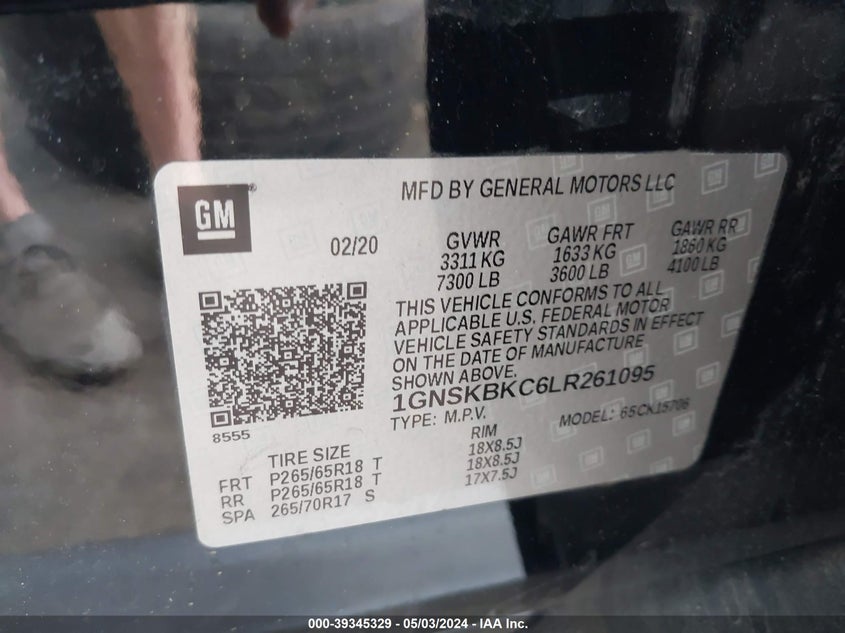 GM
MFD BY GENERAL MOTORS LLC
02/20
GVWR
3311 KG
7300 LB
GAWR FRT
1633 KG
3600 LB
GAWR RR
1860 KG
4100 LB
THIS VEHICLE CONFORMS TO ALL
APPLICABLE U.S. FEDERAL MOTOR
VEHICLE SAFETY STANDARDS IN EFFECT
ON THE DATE OF MANUFACTURE
SHOWN ABOVE.
1GNSKBKC6LR261095
TYPE: M.P.V. MODEL: 65CK15706
8555
TIRE SIZE RIM
FRT P265/65R18 T 18X8.5J
RR P265/65R18 T 18X8.5J
SPA 265/70R17 S 17X7.5J
000-39345329 - 05/03/2024 - IAA Inc.